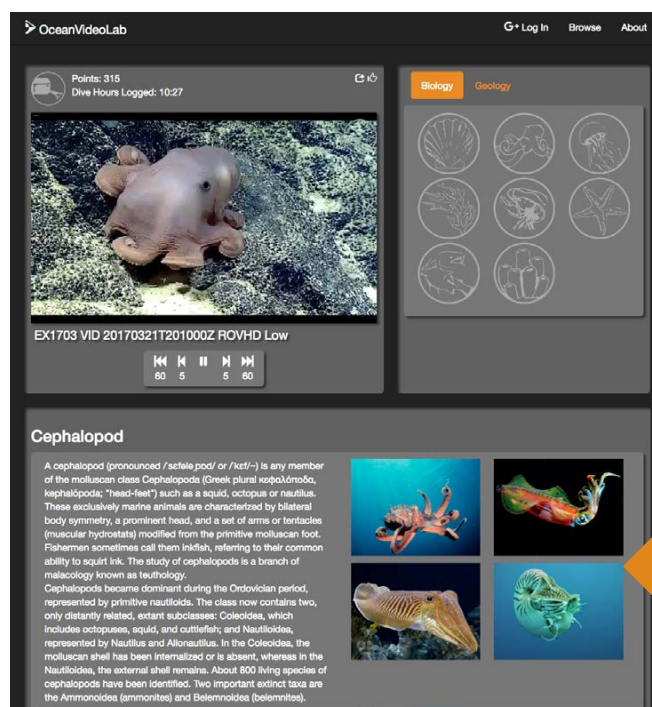 OceanVideoLab
G+ Log In Browse About
Points: 315
Dive Hours Logged: 10:27
Biology Geology
EX1703 VID 20170321T201000Z ROVHD Low
60 5 5 60
Cephalopod
A cephalopod (pronounced /ˈsɛfələˌpɒd/ or /ˈkɛf/–) is any member
of the molluscan class Cephalopoda (Greek plural κεφαλόποδα,
kephalópoda; "head-feet") such as a squid, octopus or nautilus.
These exclusively marine animals are characterized by bilateral
body symmetry, a prominent head, and a set of arms or tentacles
(muscular hydrostats) modified from the primitive molluscan foot.
Fishermen sometimes call them inkfish, referring to their common
ability to squirt ink. The study of cephalopods is a branch of
malacology known as teuthology.
Cephalopods became dominant during the Ordovician period,
represented by primitive nautiloids. The class now contains two,
only distantly related, extant subclasses: Coleoidea, which
includes octopuses, squid, and cuttlefish; and Nautiloidea,
represented by Nautilus and Allonautilus. In the Coleoidea, the
molluscan shell has been internalized or is absent, whereas in the
Nautiloidea, the external shell remains. About 800 living species of
cephalopods have been identified. Two important extinct taxa are
the Ammonoidea (ammonites) and Belemnoidea (belemnites).